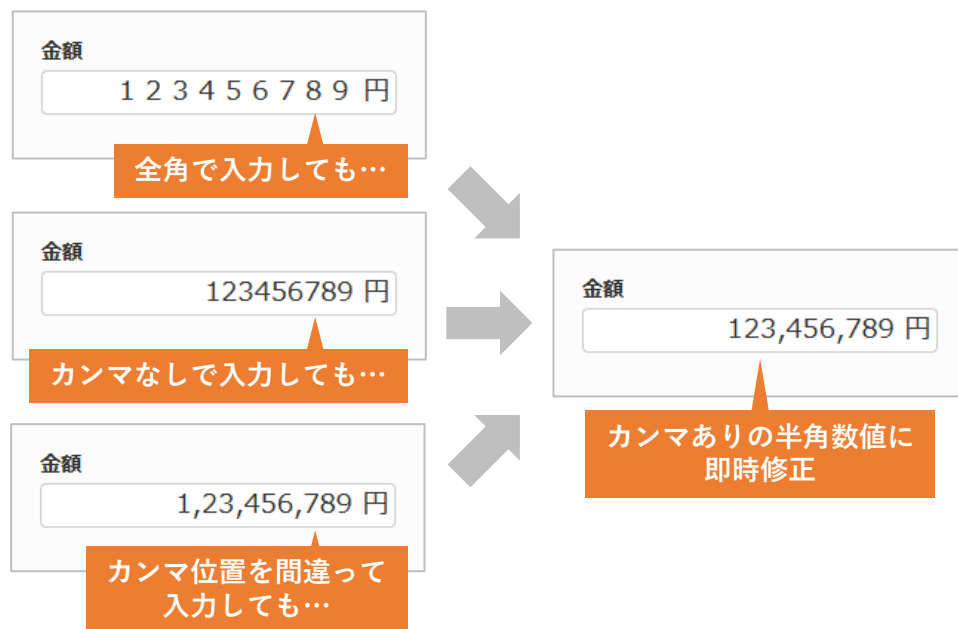 金額
１２３４５６７８９ 円
全角で入力しても…
金額
123456789 円
カンマなしで入力しても…
金額
1,23,456,789 円
カンマ位置を間違って
入力しても…
金額
123,456,789 円
カンマありの半角数値に
即時修正